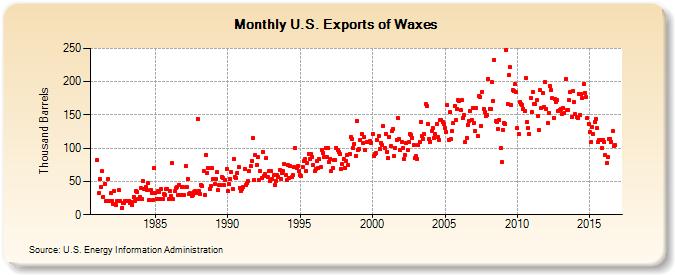 Monthly U.S. Exports of Waxes
Thousand Barrels
250
200
150
100
50
0
1985 1990 1995 2000 2005 2010 2015
Source: U.S. Energy Information Administration